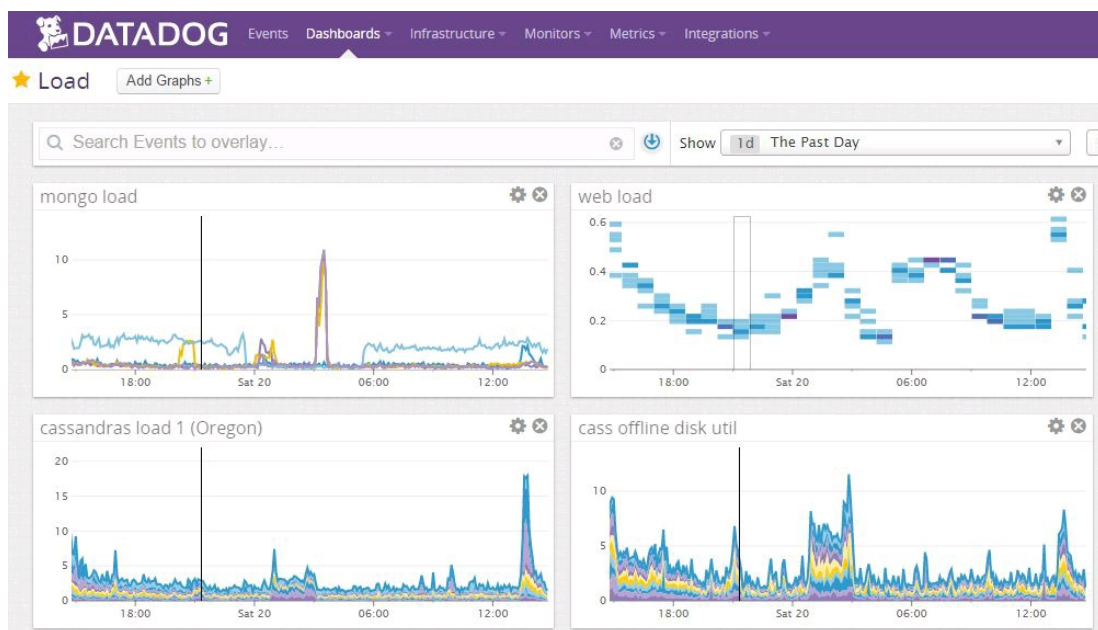 DATADOG Events Dashboards Infrastructure Monitors Metrics Integrations
Load Add Graphs +
Search Events to overlay... Show 1d The Past Day
mongo load
10
5
0
18:00 Sat 20 06:00 12:00
web load
0.6
0.4
0.2
0
18:00 Sat 20 06:00 12:00
cassandras load 1 (Oregon)
20
15
10
5
0
18:00 Sat 20 06:00 12:00
cass offline disk util
10
5
0
18:00 Sat 20 06:00 12:00